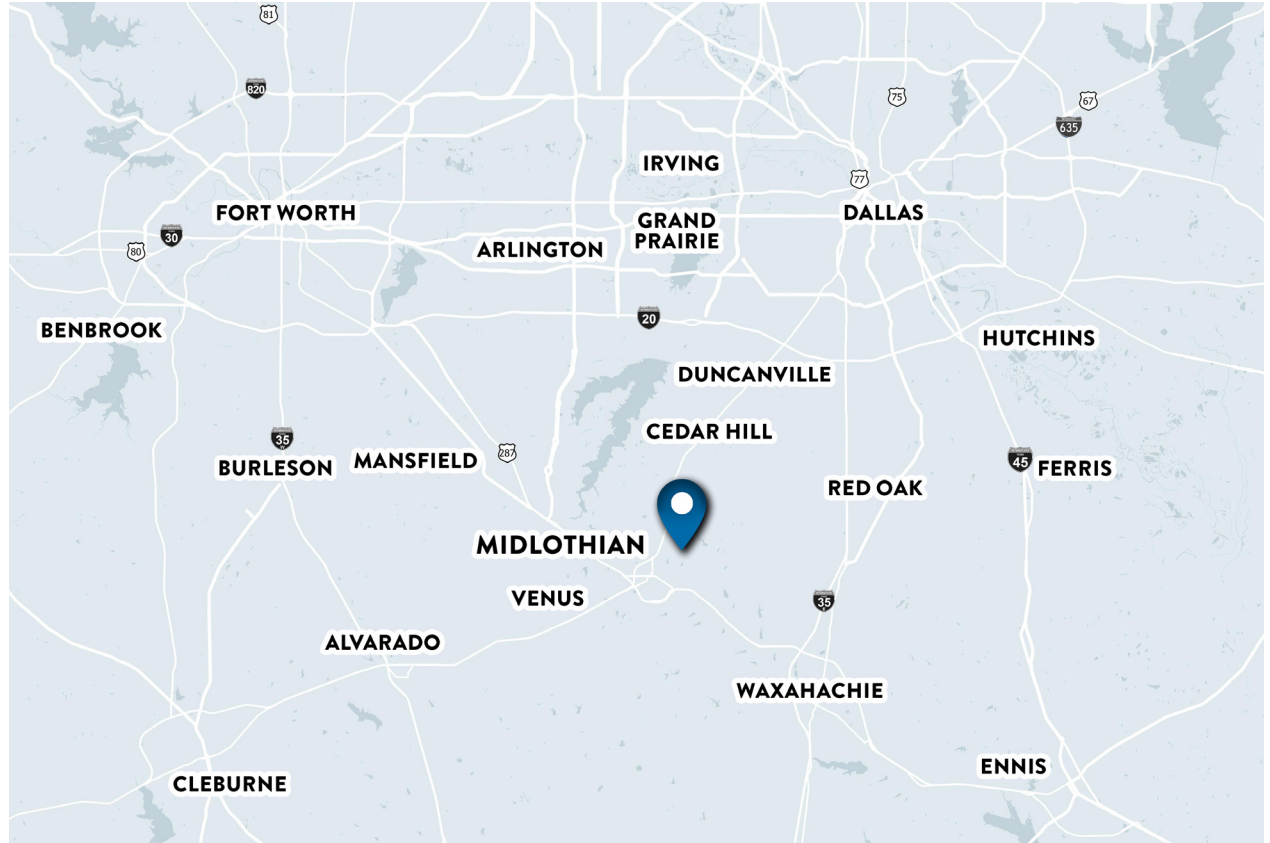 81
820
75
67
635
IRVING
77
FORT WORTH
DALLAS
GRAND
PRAIRIE
30
80
ARLINGTON
20
BENBROOK
HUTCHINS
DUNCANVILLE
CEDAR HILL
35
287
BURLESON
MANSFIELD
45
FERRIS
RED OAK
MIDLOTHIAN
VENUS
35
ALVARADO
WAXAHACHIE
ENNIS
CLEBURNE